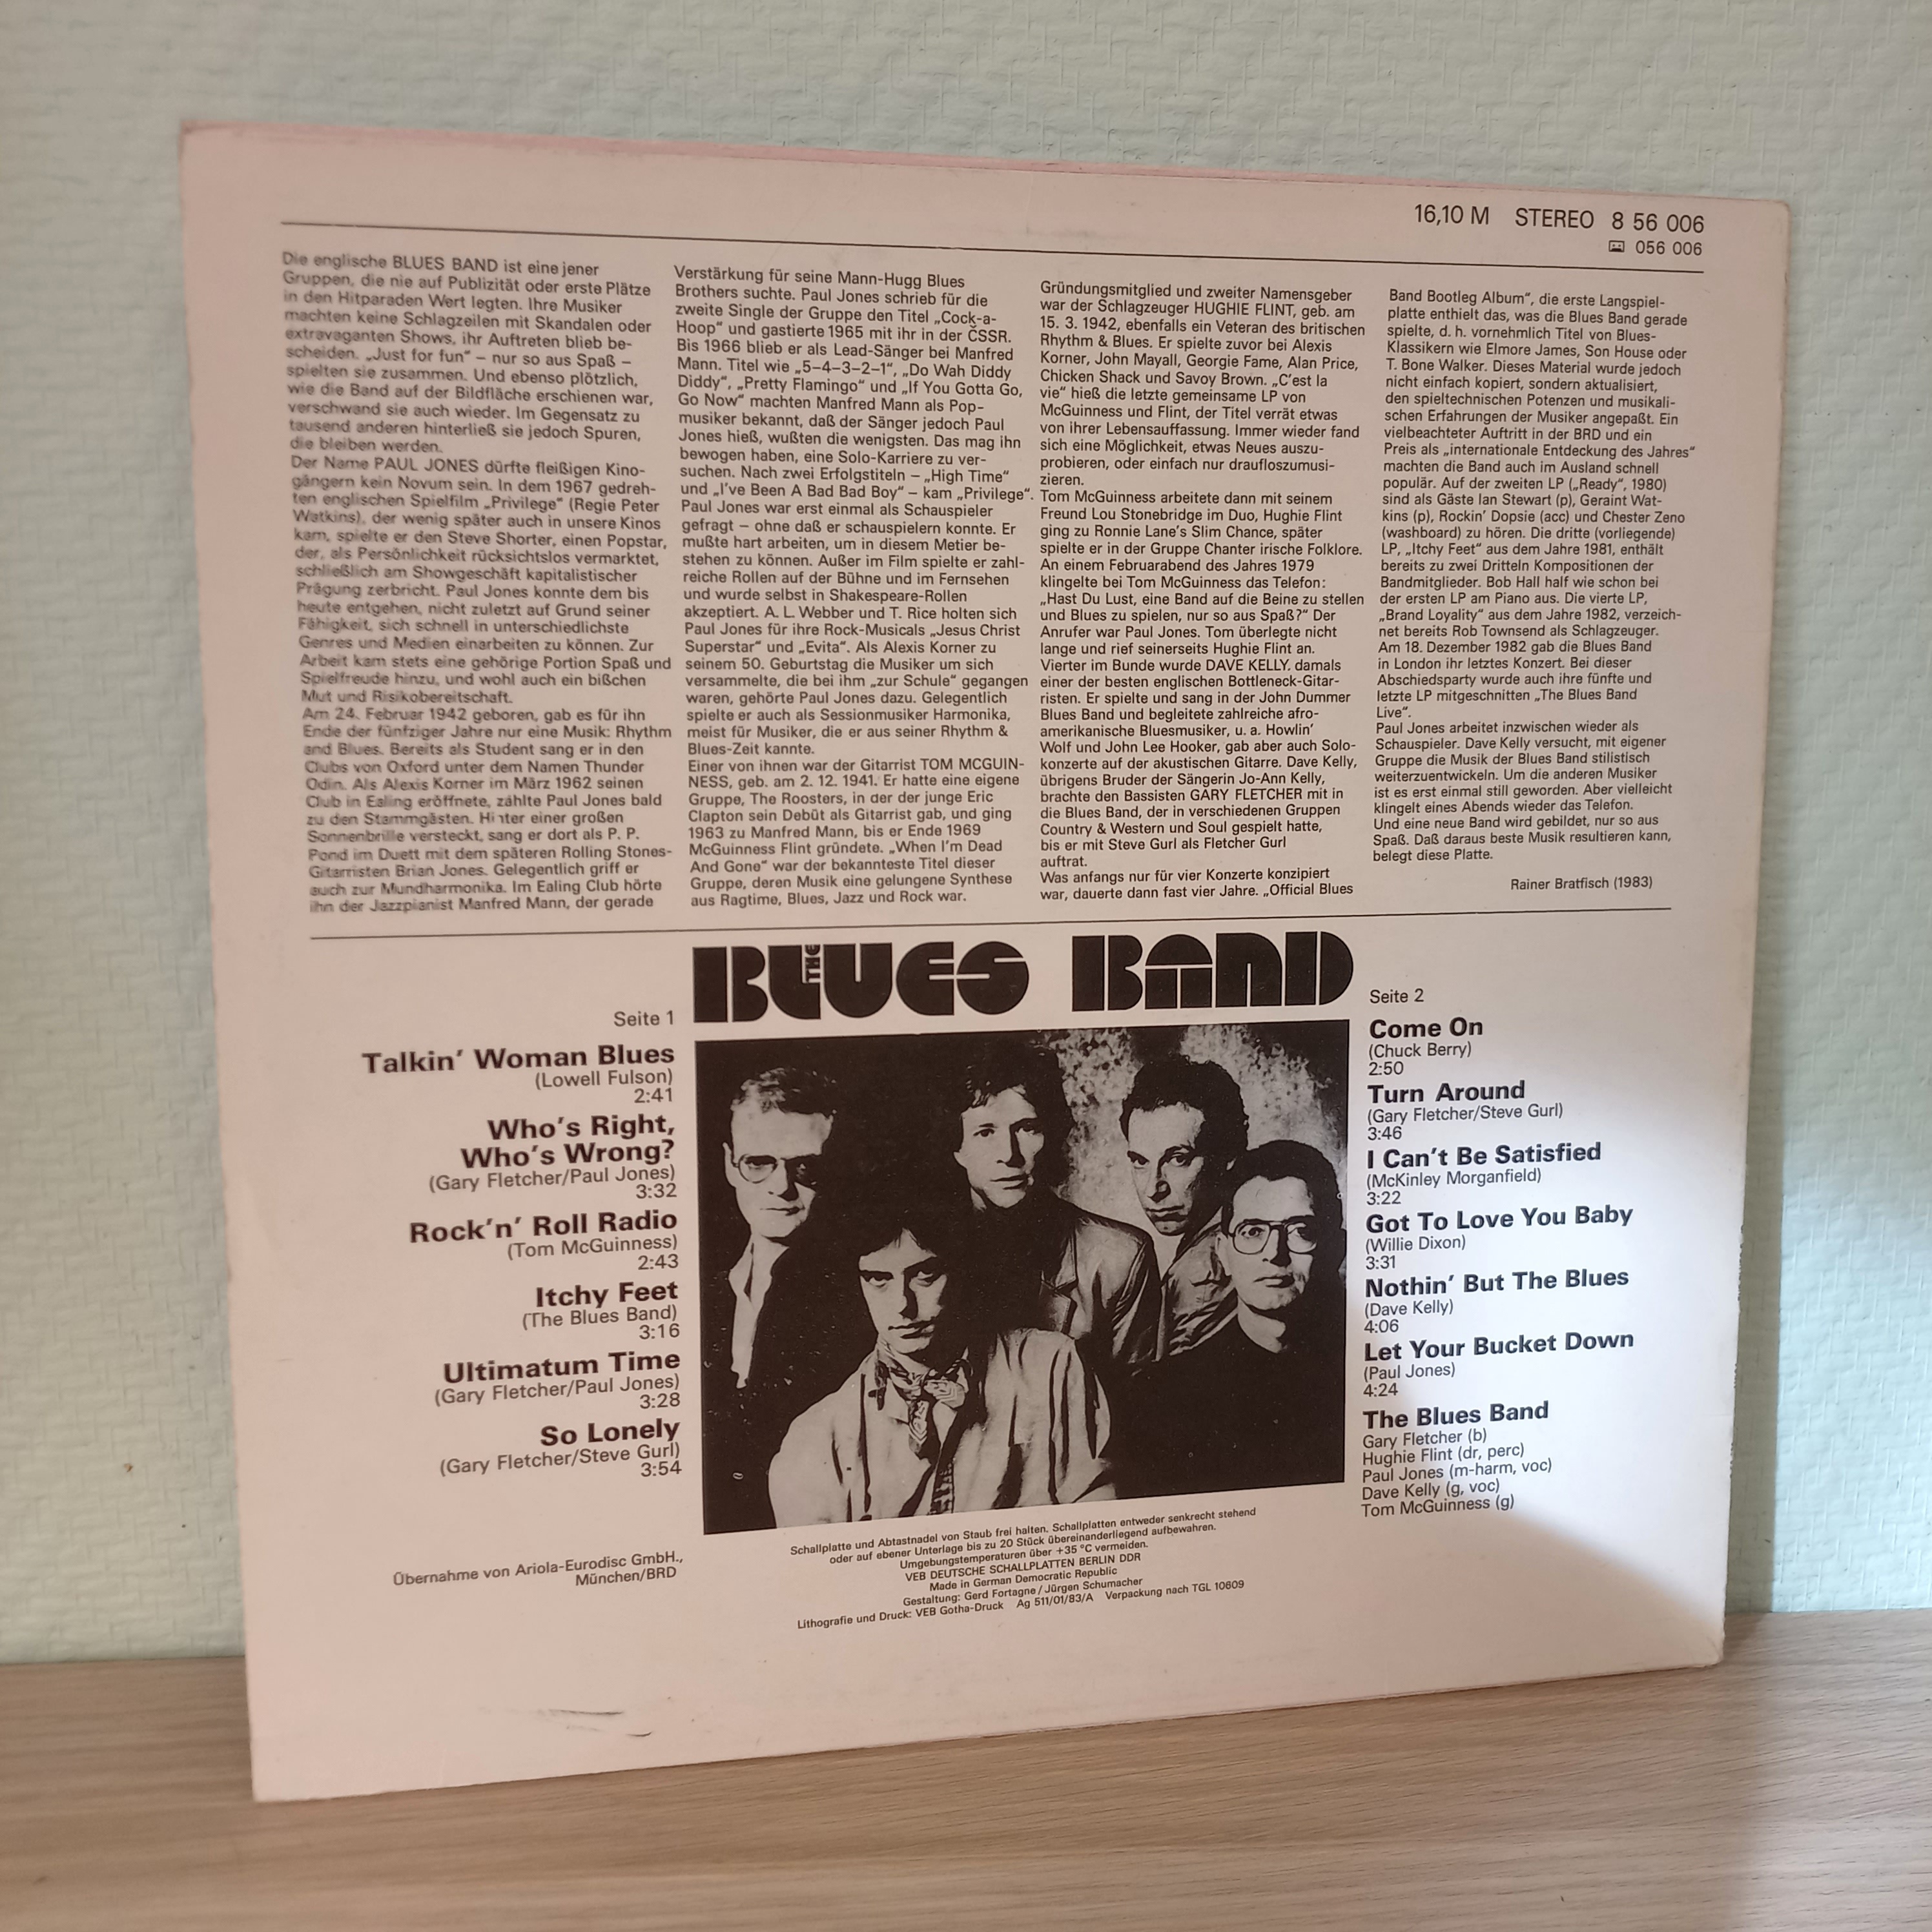 16,10 M STEREO 8 56 006
056 006
Die englische BLUES BAND ist eine jener
Gruppen, die nie auf Publizität oder erste Plätze
in den Hitparaden Wert legten. Ihre Musiker
machten keine Schlagzeilen mit Skandalen oder
extravaganten Shows, ihr Auftreten blieb be-
scheiden. „Just for fun“ – nur so aus Spaß –
spielten sie zusammen. Und ebenso plötzlich,
wie die Band auf der Bildfläche erschienen war,
verschwand sie auch wieder. Im Gegensatz zu
tausend anderen hinterließ sie jedoch Spuren,
die bleiben werden.
Der Name PAUL JONES dürfte fleißigen Kino-
gängern kein Novum sein. In dem 1967 gedreh-
ten englischen Spielfilm „Privilege“ (Regie Peter
Watkins), der wenig später auch in unsere Kinos
kam, spielte er den Steve Shorter, einen Popstar,
der, als Persönlichkeit rücksichtslos vermarktet,
schließlich am Showgeschäft kapitalistischer
Prägung zerbricht. Paul Jones konnte dem bis
heute entgehen, nicht zuletzt auf Grund seiner
Fähigkeit, sich schnell in unterschiedlichste
Genres und Medien einarbeiten zu können. Zur
Arbeit kam stets eine gehörige Portion Spaß und
Spielfreude hinzu, und wohl auch ein bißchen
Mut und Risikobereitschaft.
Am 24. Februar 1942 geboren, gab es für ihn
Ende der fünfziger Jahre nur eine Musik: Rhythm
and Blues. Bereits als Student sang er in den
Clubs von Oxford unter dem Namen Thunder
Odin. Als Alexis Korner im März 1962 seinen
Club in Ealing eröffnete, zählte Paul Jones bald
zu den Stammgästen. Hinter einer großen
Sonnenbrille versteckt, sang er dort als P. P.
Pond im Duett mit dem späteren Rolling Stones-
Gitarristen Brian Jones. Gelegentlich griff er
auch zur Mundharmonika. Im Ealing Club hörte
ihn der Jazzpianist Manfred Mann, der gerade
Verstärkung für seine Mann-Hugg Blues
Brothers suchte. Paul Jones schrieb für die
zweite Single der Gruppe den Titel „Cock-a-
Hoop“ und gastierte 1965 mit ihr in der ČSSR.
Bis 1966 blieb er als Lead-Sänger bei Manfred
Mann. Titel wie „5–4–3–2–1“, „Do Wah Diddy
Diddy“, „Pretty Flamingo“ und „If You Gotta Go,
Go Now“ machten Manfred Mann als Pop-
musiker bekannt, daß der Sänger jedoch Paul
Jones hieß, wußten die wenigsten. Das mag ihn
bewogen haben, eine Solo-Karriere zu ver-
suchen. Nach zwei Erfolgstiteln – „High Time“
und „I've Been A Bad Bad Boy“ – kam „Privilege“.
Paul Jones war erst einmal als Schauspieler
gefragt – ohne daß er schauspielern konnte. Er
mußte hart arbeiten, um in diesem Metier be-
stehen zu können. Außer im Film spielte er zahl-
reiche Rollen auf der Bühne und im Fernsehen
und wurde selbst in Shakespeare-Rollen
akzeptiert. A. L. Webber und T. Rice holten sich
Paul Jones für ihre Rock-Musicals „Jesus Christ
Superstar“ und „Evita“. Als Alexis Korner zu
seinem 50. Geburtstag die Musiker um sich
versammelte, die bei ihm „zur Schule“ gegangen
waren, gehörte Paul Jones dazu. Gelegentlich
spielte er auch als Sessionmusiker Harmonika,
meist für Musiker, die er aus seiner Rhythm &
Blues-Zeit kannte.
Einer von ihnen war der Gitarrist TOM MCGUIN-
NESS, geb. am 2. 12. 1941. Er hatte eine eigene
Gruppe, The Roosters, in der der junge Eric
Clapton sein Debüt als Gitarrist gab, und ging
1963 zu Manfred Mann, bis er Ende 1969
McGuinness Flint gründete. „When I'm Dead
And Gone“ war der bekannteste Titel dieser
Gruppe, deren Musik eine gelungene Synthese
aus Ragtime, Blues, Jazz und Rock war.
Gründungsmitglied und zweiter Namensgeber
war der Schlagzeuger HUGHIE FLINT, geb. am
15. 3. 1942, ebenfalls ein Veteran des britischen
Rhythm & Blues. Er spielte zuvor bei Alexis
Korner, John Mayall, Georgie Fame, Alan Price,
Chicken Shack und Savoy Brown. „C'est la
vie“ hieß die letzte gemeinsame LP von
McGuinness und Flint, der Titel verrät etwas
von ihrer Lebensauffassung. Immer wieder fand
sich eine Möglichkeit, etwas Neues auszu-
probieren, oder einfach nur draufloszumusi-
zieren.
Tom McGuinness arbeitete dann mit seinem
Freund Lou Stonebridge im Duo, Hughie Flint
ging zu Ronnie Lane's Slim Chance, später
spielte er in der Gruppe Chanter irische Folklore.
An einem Februarabend des Jahres 1979
klingelte bei Tom McGuinness das Telefon:
„Hast Du Lust, eine Band auf die Beine zu stellen
und Blues zu spielen, nur so aus Spaß?“ Der
Anrufer war Paul Jones. Tom überlegte nicht
lange und rief seinerseits Hughie Flint an.
Vierter im Bunde wurde DAVE KELLY. damals
einer der besten englischen Bottleneck-Gitar-
risten. Er spielte und sang in der John Dummer
Blues Band und begleitete zahlreiche afro-
amerikanische Bluesmusiker, u. a. Howlin'
Wolf und John Lee Hooker, gab aber auch Solo-
konzerte auf der akustischen Gitarre. Dave Kelly,
übrigens Bruder der Sängerin Jo-Ann Kelly,
brachte den Bassisten GARY FLETCHER mit in
die Blues Band, der in verschiedenen Gruppen
Country & Western und Soul gespielt hatte,
bis er mit Steve Gurl als Fletcher Gurl
auftrat.
Was anfangs nur für vier Konzerte konzipiert
war, dauerte dann fast vier Jahre. „Official Blues
Band Bootleg Album“, die erste Langspiel-
platte enthielt das, was die Blues Band gerade
spielte, d. h. vornehmlich Titel von Blues-
Klassikern wie Elmore James, Son House oder
T. Bone Walker. Dieses Material wurde jedoch
nicht einfach kopiert, sondern aktualisiert,
den spieltechnischen Potenzen und musikali-
schen Erfahrungen der Musiker angepaßt. Ein
vielbeachteter Auftritt in der BRD und ein
Preis als „internationale Entdeckung des Jahres“
machten die Band auch im Ausland schnell
populär. Auf der zweiten LP („Ready“, 1980)
sind als Gäste Ian Stewart (p), Geraint Wat-
kins (p), Rockin' Dopsie (acc) und Chester Zeno
(washboard) zu hören. Die dritte (vorliegende)
LP, „Itchy Feet“ aus dem Jahre 1981, enthält
bereits zu zwei Dritteln Kompositionen der
Bandmitglieder. Bob Hall half wie schon bei
der ersten LP am Piano aus. Die vierte LP,
„Brand Loyality“ aus dem Jahre 1982, verzeich-
net bereits Rob Townsend als Schlagzeuger.
Am 18. Dezember 1982 gab die Blues Band
in London ihr letztes Konzert. Bei dieser
Abschiedsparty wurde auch ihre fünfte und
letzte LP mitgeschnitten „The Blues Band
Live“.
Paul Jones arbeitet inzwischen wieder als
Schauspieler. Dave Kelly versucht, mit eigener
Gruppe die Musik der Blues Band stilistisch
weiterzuentwickeln. Um die anderen Musiker
ist es erst einmal still geworden. Aber vielleicht
klingelt eines Abends wieder das Telefon.
Und eine neue Band wird gebildet, nur so aus
Spaß. Daß daraus beste Musik resultieren kann,
belegt diese Platte.
Rainer Bratfisch (1983)
THE BLUES BAND
Seite 1
Talkin' Woman Blues
(Lowell Fulson)
2:41
Who's Right,
Who's Wrong?
(Gary Fletcher/Paul Jones)
3:32
Rock'n' Roll Radio
(Tom McGuinness)
2:43
Itchy Feet
(The Blues Band)
3:16
Ultimatum Time
(Gary Fletcher/Paul Jones)
3:28
So Lonely
(Gary Fletcher/Steve Gurl)
3:54
Seite 2
Come On
(Chuck Berry)
2:50
Turn Around
(Gary Fletcher/Steve Gurl)
3:46
I Can't Be Satisfied
(McKinley Morganfield)
3:22
Got To Love You Baby
(Willie Dixon)
3:31
Nothin' But The Blues
(Dave Kelly)
4:06
Let Your Bucket Down
(Paul Jones)
4:24
The Blues Band
Gary Fletcher (b)
Hughie Flint (dr, perc)
Paul Jones (m-harm, voc)
Dave Kelly (g, voc)
Tom McGuinness (g)
Übernahme von Ariola-Eurodisc GmbH.,
München/BRD
Schallplatte und Abtastnadel von Staub frei halten. Schallplatten entweder senkrecht stehend
oder auf ebener Unterlage bis zu 20 Stück übereinanderliegend aufbewahren.
Umgebungstemperaturen über +35 °C vermeiden.
VEB DEUTSCHE SCHALLPLATTEN BERLIN DDR
Made in German Democratic Republic
Gestaltung: Gerd Fortagne / Jürgen Schumacher
Lithografie und Druck: VEB Gotha-Druck Ag 511/01/83/A Verpackung nach TGL 10609